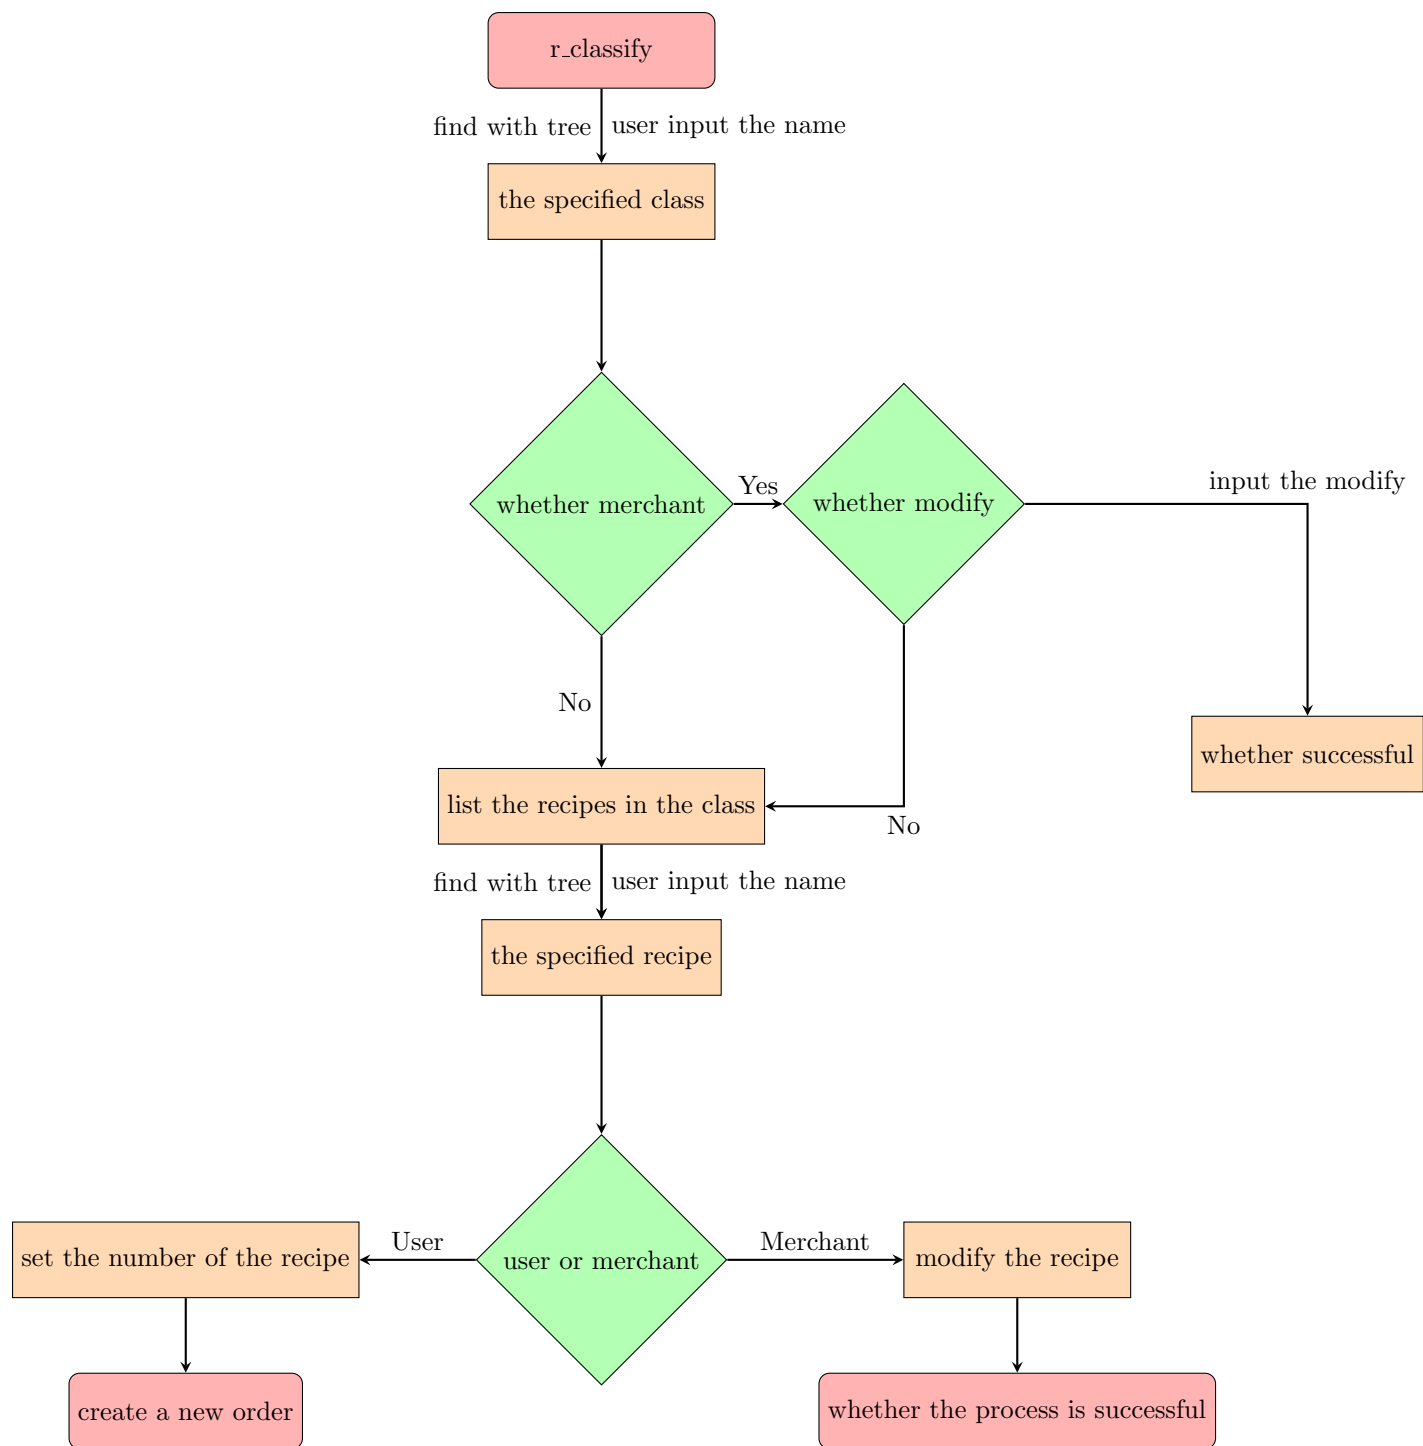 r_classify
find with tree
user input the name
the specified class
whether merchant
Yes
whether modify
input the modify
No
whether successful
list the recipes in the class
No
find with tree
user input the name
the specified recipe
set the number of the recipe
User
user or merchant
Merchant
modify the recipe
create a new order
whether the process is successful